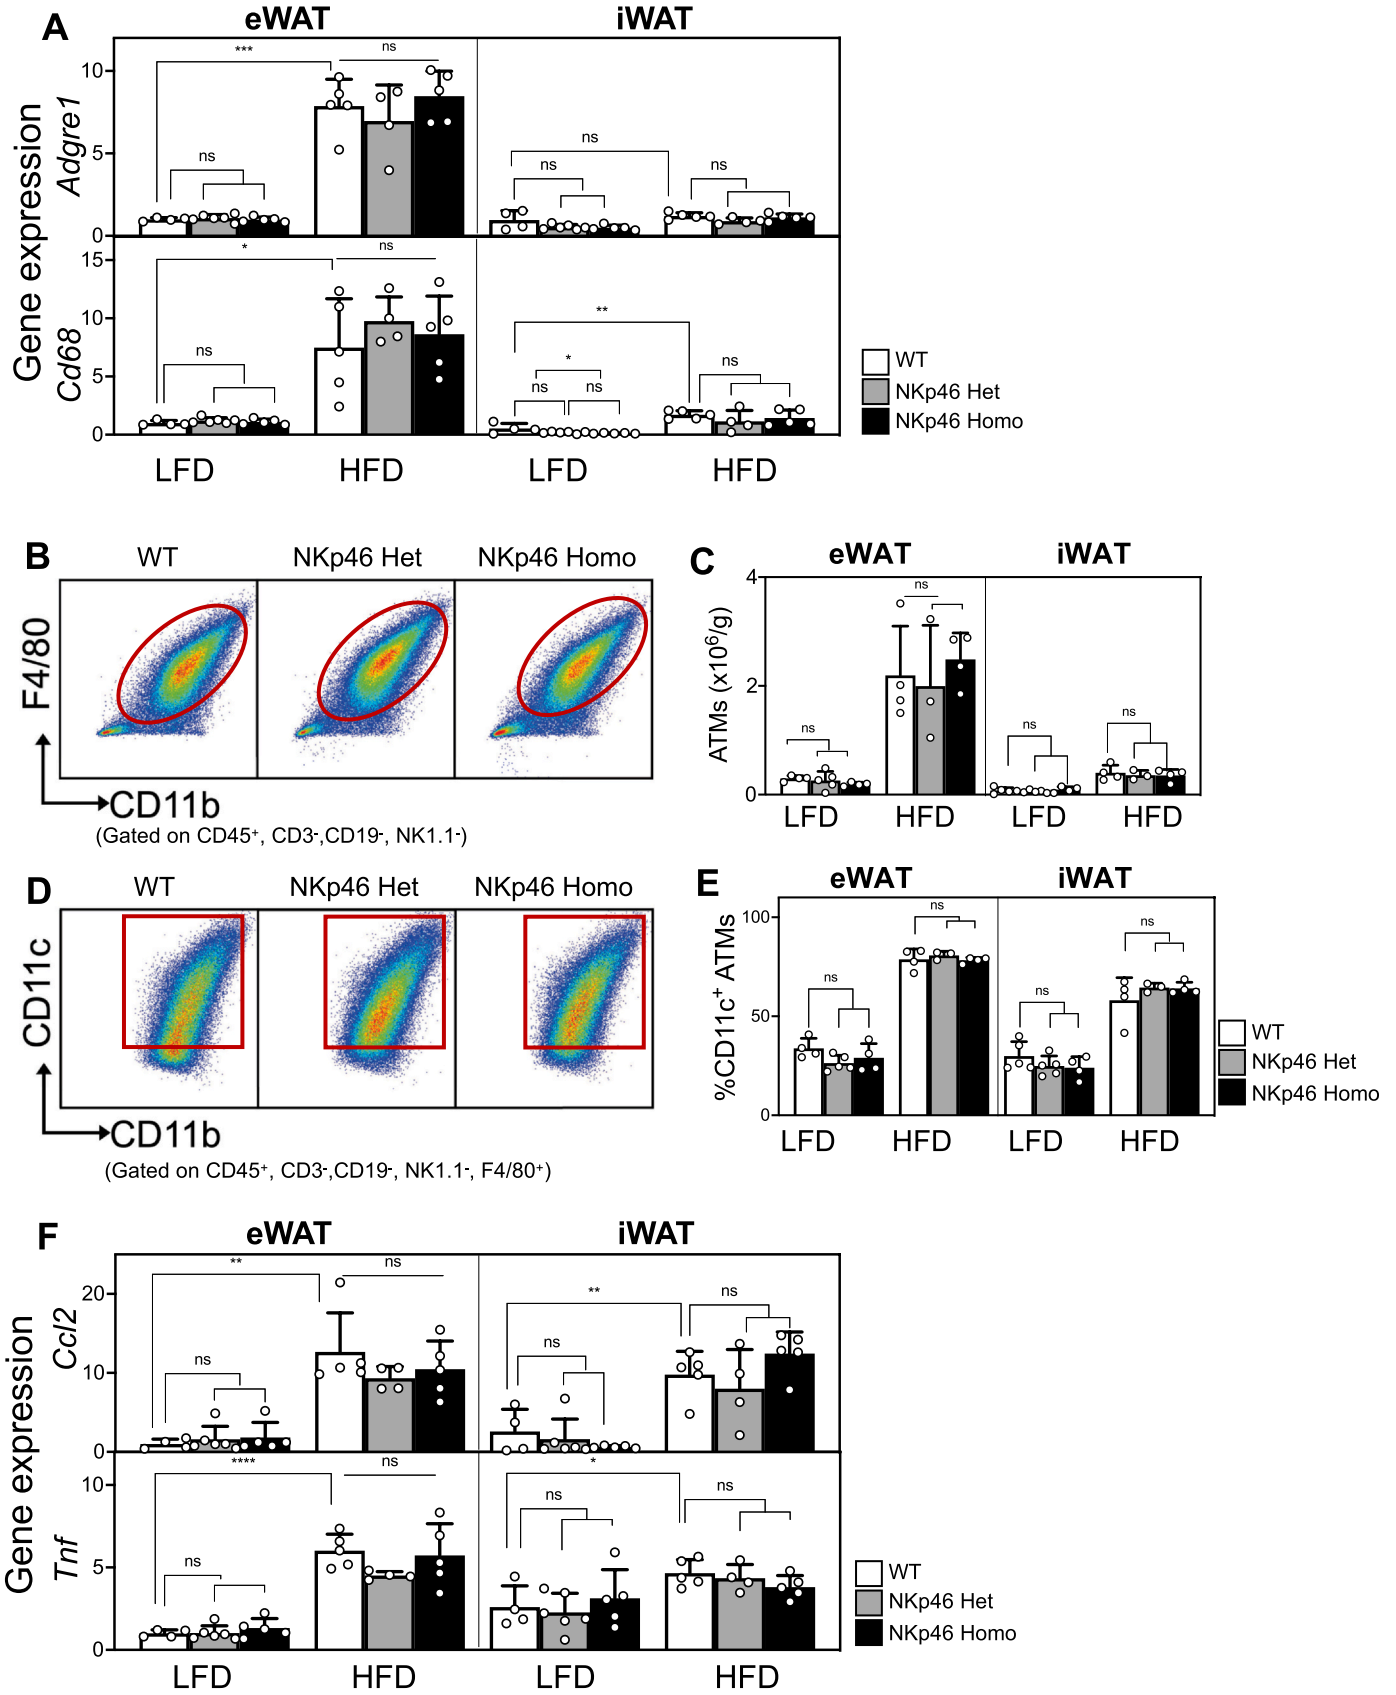 A
eWAT
iWAT
Gene expression
Adgre1
10
5
0
***
ns
ns
ns
ns
ns
Cd68
15
10
5
0
*
ns
ns
**
*
ns
ns
ns
WT
NKp46 Het
NKp46 Homo
LFD
HFD
LFD
HFD
B
WT
NKp46 Het
NKp46 Homo
F4/80
CD11b
(Gated on CD45⁺, CD3⁻,CD19⁻, NK1.1⁻)
C
eWAT
iWAT
ATMs (x10⁶/g)
4
2
0
ns
ns
ns
ns
LFD
HFD
LFD
HFD
D
WT
NKp46 Het
NKp46 Homo
CD11c
CD11b
(Gated on CD45⁺, CD3⁻,CD19⁻, NK1.1⁻, F4/80⁺)
E
eWAT
iWAT
%CD11c⁺ ATMs
100
50
0
ns
ns
ns
ns
WT
NKp46 Het
NKp46 Homo
LFD
HFD
LFD
HFD
F
eWAT
iWAT
Gene expression
Ccl2
20
10
0
**
ns
ns
**
ns
ns
Tnf
10
5
0
****
ns
ns
*
ns
ns
WT
NKp46 Het
NKp46 Homo
LFD
HFD
LFD
HFD